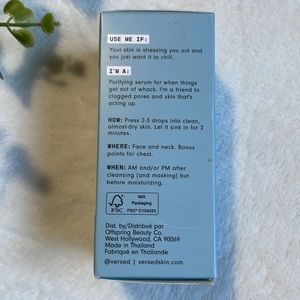 USE ME IF:
Your skin is stressing you out and
you just want it to chill.
I'M A:
Purifying serum for when things
get out of whack. I'm a friend to
clogged pores and skin that's
acting up.
HOW: Press 2-3 drops into clean,
almost-dry skin. Let it sink in for 2
minutes.
WHERE: Face and neck. Bonus
points for chest.
WHEN: AM and/or PM after
cleansing (and masking) but
before moisturizing.
FSC
MIX
Packaging
FSC® C104333
Dist. by/Distribué par
Offspring Beauty Co.
West Hollywood, CA 90069
Made in Thailand
Fabriqué en Thaïlande
@versed | versedskin.com